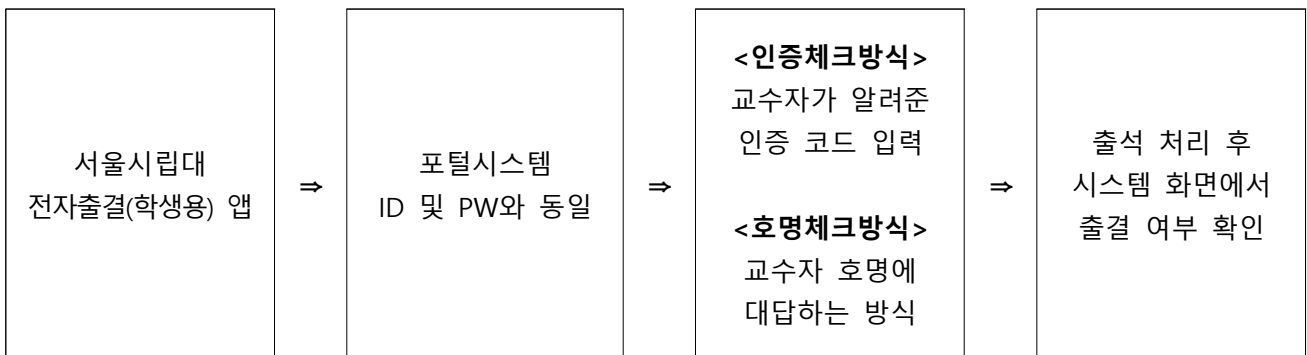 서울시립대
전자출결(학생용) 앱
⇒
포털시스템
ID 및 PW와 동일
⇒
<인증체크방식>
교수자가 알려준
인증 코드 입력
<호명체크방식>
교수자 호명에
대답하는 방식
⇒
출석 처리 후
시스템 화면에서
출결 여부 확인